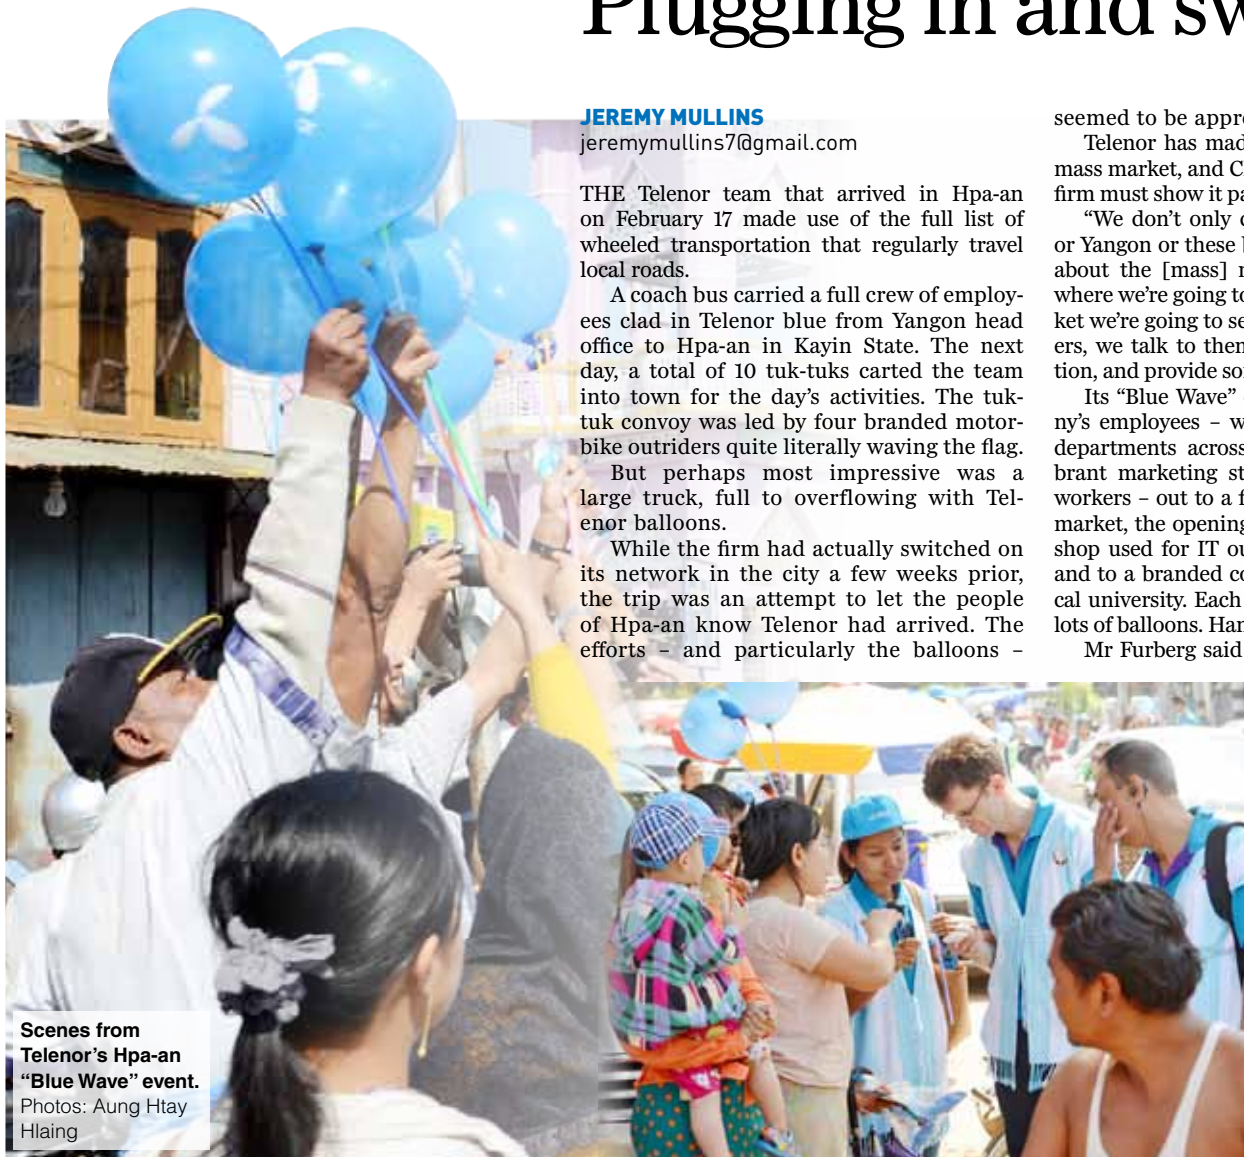 Plugging in and sw
JEREMY MULLINS
jeremymullins7@gmail.com
THE Telenor team that arrived in Hpa-an
on February 17 made use of the full list of
wheeled transportation that regularly travel
local roads.
A coach bus carried a full crew of employ-
ees clad in Telenor blue from Yangon head
office to Hpa-an in Kayin State. The next
day, a total of 10 tuk-tuks carted the team
into town for the day’s activities. The tuk-
tuk convoy was led by four branded motor-
bike outriders quite literally waving the flag.
But perhaps most impressive was a
large truck, full to overflowing with Tel-
enor balloons.
While the firm had actually switched on
its network in the city a few weeks prior,
the trip was an attempt to let the people
of Hpa-an know Telenor had arrived. The
efforts – and particularly the balloons –
seemed to be appre
Telenor has mad
mass market, and C
firm must show it pa
“We don’t only c
or Yangon or these b
about the [mass] m
where we’re going to
ket we’re going to se
ers, we talk to them
tion, and provide so
Its “Blue Wave”
ny’s employees – w
departments across
brant marketing st
workers – out to a f
market, the opening
shop used for IT ou
and to a branded co
cal university. Each
lots of balloons. Han
Mr Furberg said
Scenes from
Telenor’s Hpa-an
“Blue Wave” event.
Photos: Aung Htay
Hlaing